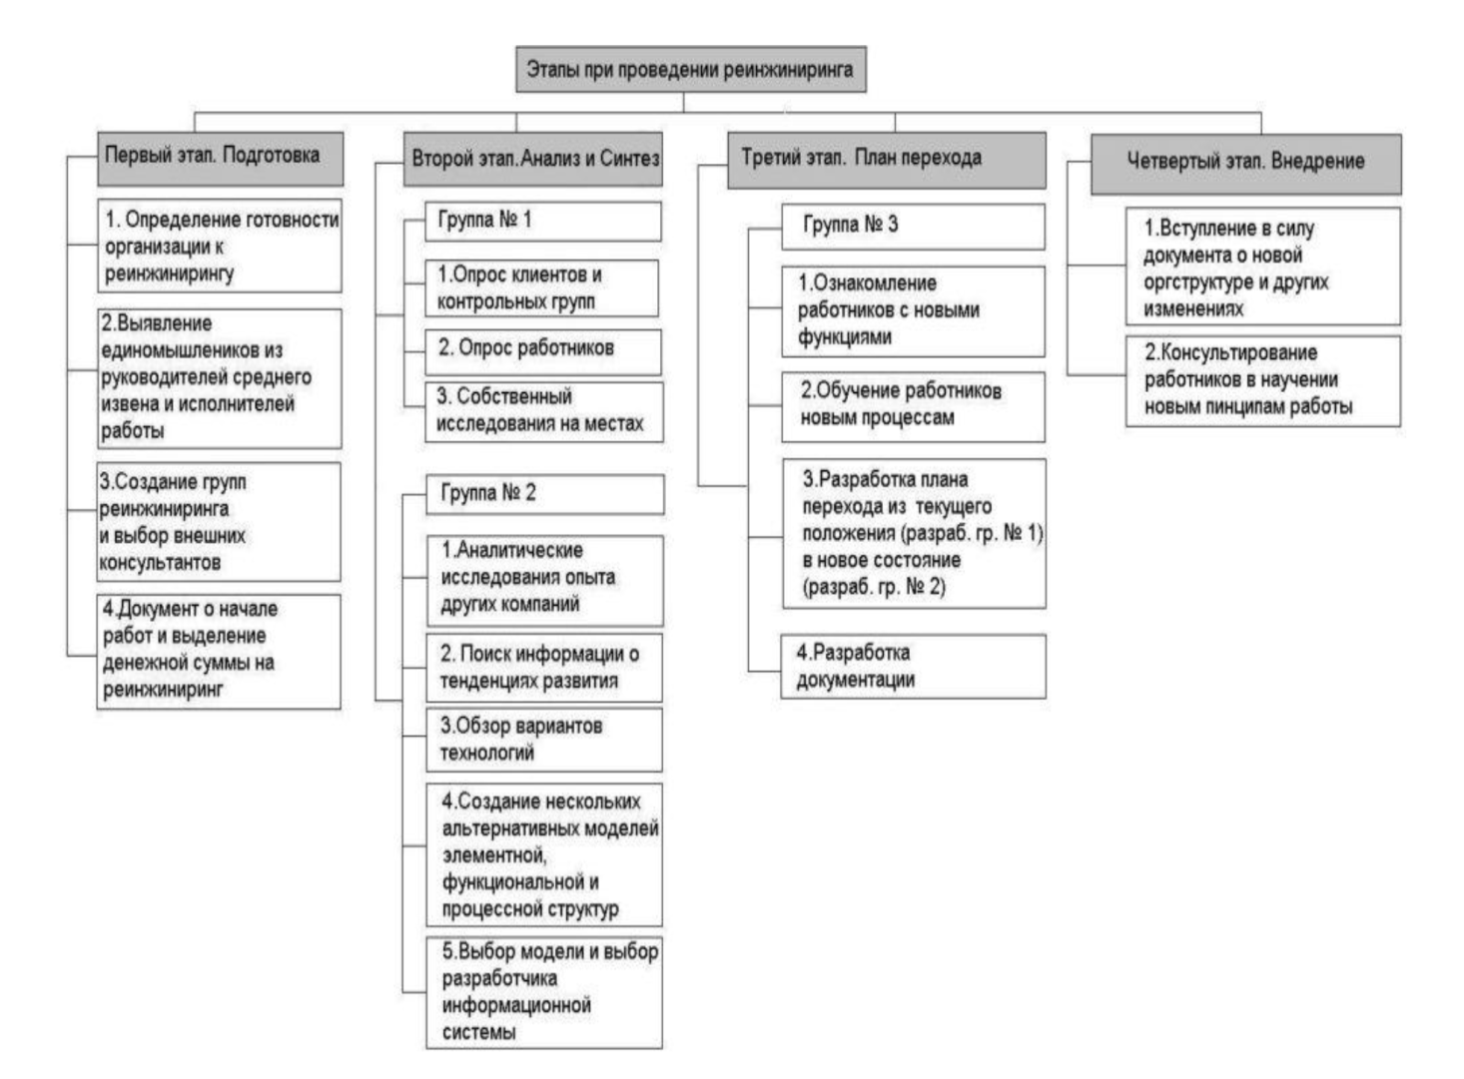 Этапы при проведении реинжиниринга
Первый этап. Подготовка
1. Определение готовности
организации к
реинжинирингу
2.Выявление
единомышлеников из
руководителей среднего
извена и исполнителей
работы
3.Создание групп
реинжиниринга
и выбор внешних
консультантов
4.Документ о начале
работ и выделение
денежной суммы на
реинжиниринг
Второй этап.Анализ и Синтез
Группа № 1
1.Опрос клиентов и
контрольных групп
2. Опрос работников
3. Собственный
исследования на местах
Группа № 2
1.Аналитические
исследования опыта
других компаний
2. Поиск информации о
тенденциях развития
3.Обзор вариантов
технологий
4.Создание нескольких
альтернативных моделей
элементной,
функциональной и
процессной структур
5.Выбор модели и выбор
разработчика
информационной
системы
Третий этап. План перехода
Группа № 3
1.Ознакомление
работников с новыми
функциями
2.Обучение работников
новым процессам
3.Разработка плана
перехода из текущего
положения (разраб. гр. № 1)
в новое состояние
(разраб. гр. № 2)
4.Разработка
документации
Четвертый этап. Внедрение
1.Вступление в силу
документа о новой
оргструктуре и других
изменениях
2.Консультирование
работников в научении
новым пинципам работы